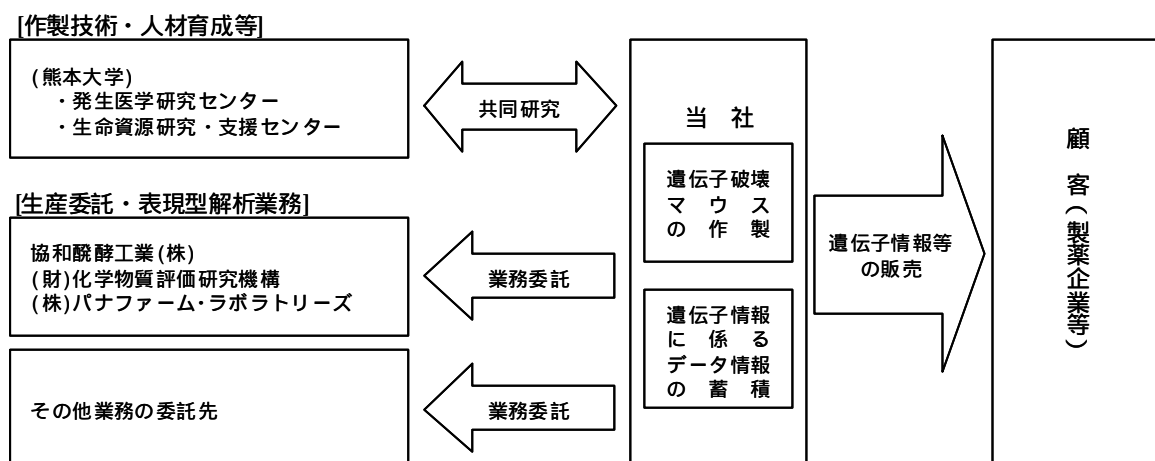 [作製技術・人材育成等]
(熊本大学)
・発生医学研究センター
・生命資源研究・支援センター
共同研究
[生産委託・表現型解析業務]
協和醗酵工業(株)
(財)化学物質評価研究機構
(株)パナファーム・ラボラトリーズ
業務委託
その他業務の委託先
業務委託
当 社
遺伝子破壊
マウス
の作製
遺伝子情報
に係る
データ情報
の蓄積
遺伝子情報等
の販売
顧 客(製薬企業等)